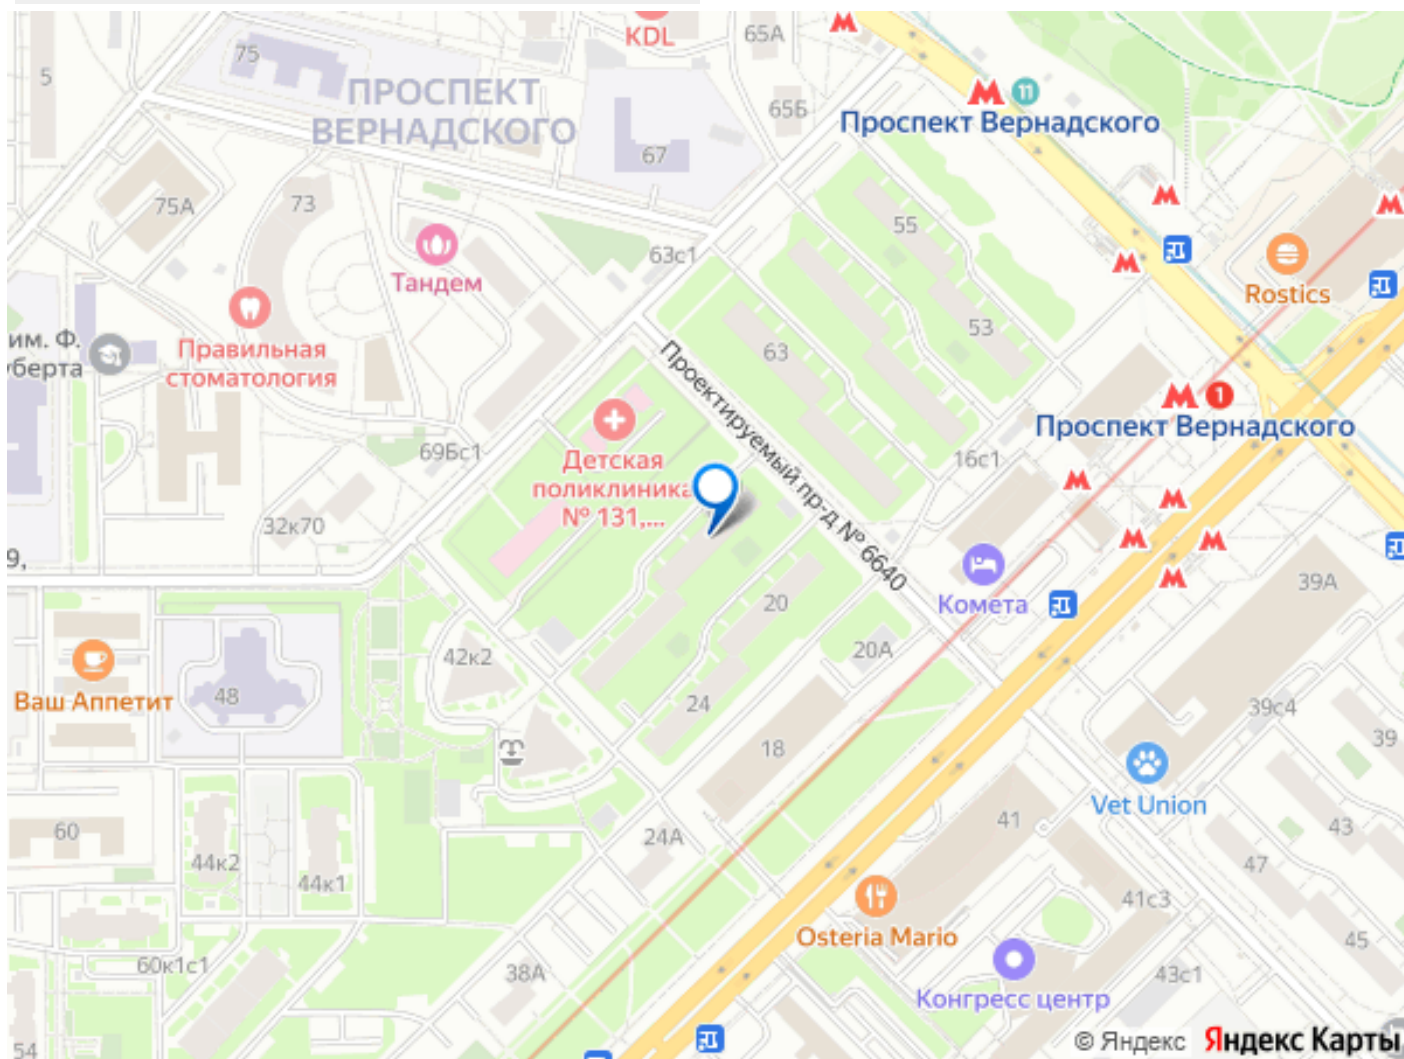 KDL
65А
75
5
ПРОСПЕКТ
ВЕРНАДСКОГО
11
Проспект Вернадского
65Б
67
75А
73
55
63с1
Тандем
Rostics
53
им. Ф.
уберта
Правильная
стоматология
63
Проектируемый пр-д № 6640
1
Проспект Вернадского
69Бс1
16с1
Детская
поликлиника
№ 131,...
32к70
9,
39А
Комета
20
20А
42к2
48
Ваш Аппетит
24
39с4
39
18
Vet Union
60
41
43
24А
44к2
44к1
47
41с3
Osteria Mario
45
60к1с1
38А
43с1
Конгресс центр
54
© Яндекс Яндекс Карты